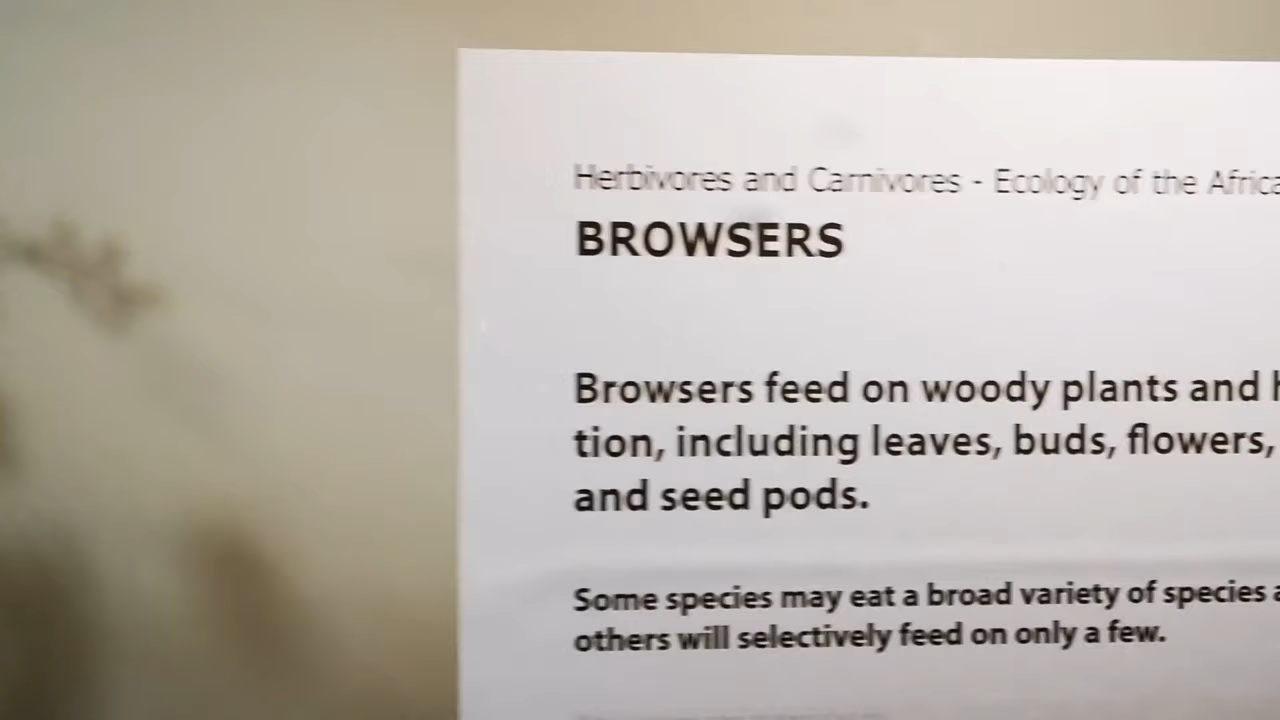 Herbivores and Carnivores - Ecology of the Africa
BROWSERS
Browsers feed on woody plants and h
tion, including leaves, buds, flowers,
and seed pods.
Some species may eat a broad variety of species a
others will selectively feed on only a few.